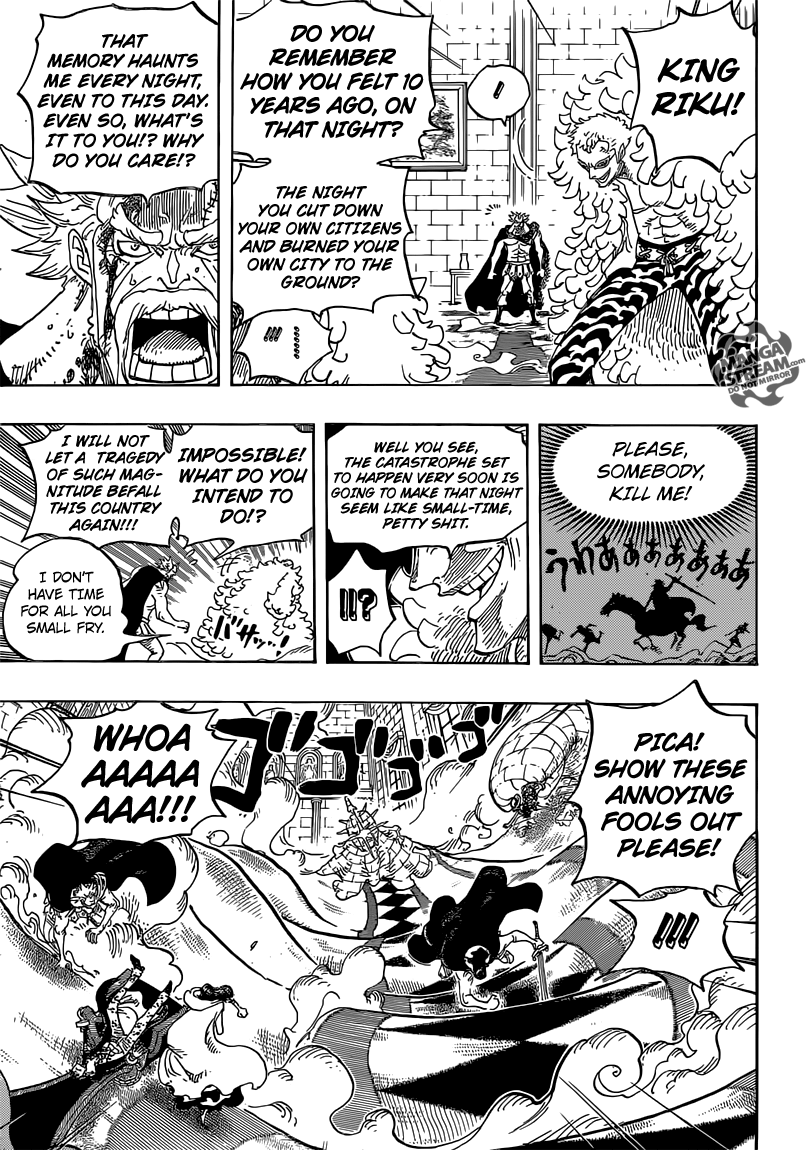 KING
RIKU!
!
DO YOU
REMEMBER
HOW YOU FELT 10
YEARS AGO, ON
THAT NIGHT?
THE NIGHT
YOU CUT DOWN
YOUR OWN CITIZENS
AND BURNED YOUR
OWN CITY TO THE
GROUND?
!!!
THAT
MEMORY HAUNTS
ME EVERY NIGHT,
EVEN TO THIS DAY.
EVEN SO, WHAT'S
IT TO YOU!? WHY
DO YOU CARE!?
MANGA
STREAM.com
DO NOT MIRROR
PLEASE,
SOMEBODY,
KILL ME!
うわあああああああ
WELL YOU SEE,
THE CATASTROPHE SET
TO HAPPEN VERY SOON IS
GOING TO MAKE THAT NIGHT
SEEM LIKE SMALL-TIME,
PETTY SHIT.
!!?
IMPOSSIBLE!
WHAT DO YOU
INTEND TO
DO!?
I WILL NOT
LET A TRAGEDY
OF SUCH MAG-
NITUDE BEFALL
THIS COUNTRY
AGAIN!!!
I DON'T
HAVE TIME
FOR ALL YOU
SMALL FRY.
バサッ…!
PICA!
SHOW THESE
ANNOYING
FOOLS OUT
PLEASE!
!!!
ゴゴゴゴゴ
WHOA
AAAAA
AAA!!!